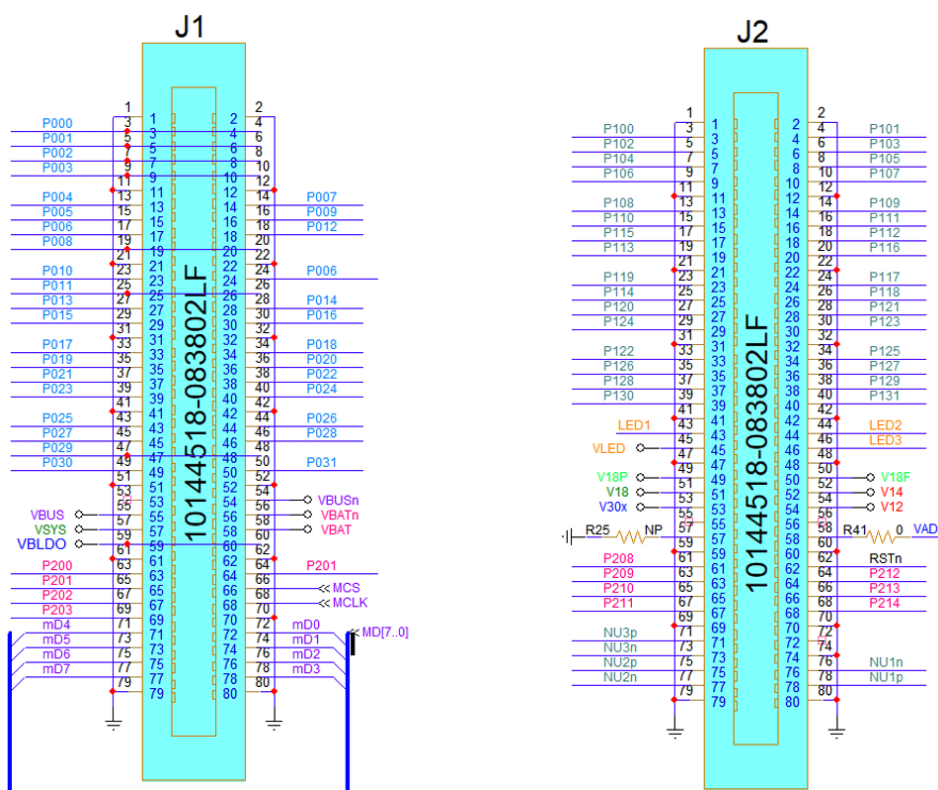 J1
1 1 2 2
P000 3 3 4 4
P001 5 5 6 6
P002 7 7 8 8
P003 9 9 10 10
11 11 12 12
P004 13 13 14 14 P007
P005 15 15 16 16 P009
P006 17 17 18 18 P012
P008 19 19 20 20
21 21 22 22
P010 23 23 24 24 P006
P011 25 25 26 26
P013 27 27 28 28 P014
P015 29 29 30 30 P016
31 31 32 32
P017 33 33 34 34 P018
P019 35 35 36 36 P020
P021 37 37 38 38 P022
P023 39 39 40 40 P024
41 41 42 42
P025 43 43 44 44 P026
P027 45 45 46 46 P028
P029 47 47 48 48
P030 49 49 50 50 P031
51 51 52 52
53 53 54 54 VBUSn
VBUS 55 55 56 56 VBATn
VSYS 57 57 58 58 VBAT
VBLDO 59 59 60 60
61 61 62 62
P200 63 63 64 64 P201
P201 65 65 66 66 MCS
P202 67 67 68 68 MCLK
P203 69 69 70 70
mD4 71 71 72 72 mD0 MD[7..0]
mD5 73 73 74 74 mD1
mD6 75 75 76 76 mD2
mD7 77 77 78 78 mD3
79 79 80 80
10144518-083802LF
J2
1 1 2 2
P100 3 3 4 4 P101
P102 5 5 6 6 P103
P104 7 7 8 8 P105
P106 9 9 10 10 P107
11 11 12 12
P108 13 13 14 14 P109
P110 15 15 16 16 P111
P115 17 17 18 18 P112
P113 19 19 20 20 P116
21 21 22 22
P119 23 23 24 24 P117
P114 25 25 26 26 P118
P120 27 27 28 28 P121
P124 29 29 30 30 P123
31 31 32 32
P122 33 33 34 34 P125
P126 35 35 36 36 P127
P128 37 37 38 38 P129
P130 39 39 40 40 P131
41 41 42 42
LED1 43 43 44 44 LED2
VLED 45 45 46 46 LED3
47 47 48 48
V18P 49 49 50 50 V18F
V18 51 51 52 52 V14
V30x 53 53 54 54 V12
55 55 56 56
R25 NP 57 57 58 58 R41 0 VAD
59 59 60 60
P208 61 61 62 62 RSTn
P209 63 63 64 64 P212
P210 65 65 66 66 P213
P211 67 67 68 68 P214
69 69 70 70
NU3p 71 71 72 72
NU3n 73 73 74 74
NU2p 75 75 76 76 NU1n
NU2n 77 77 78 78 NU1p
79 79 80 80
10144518-083802LF